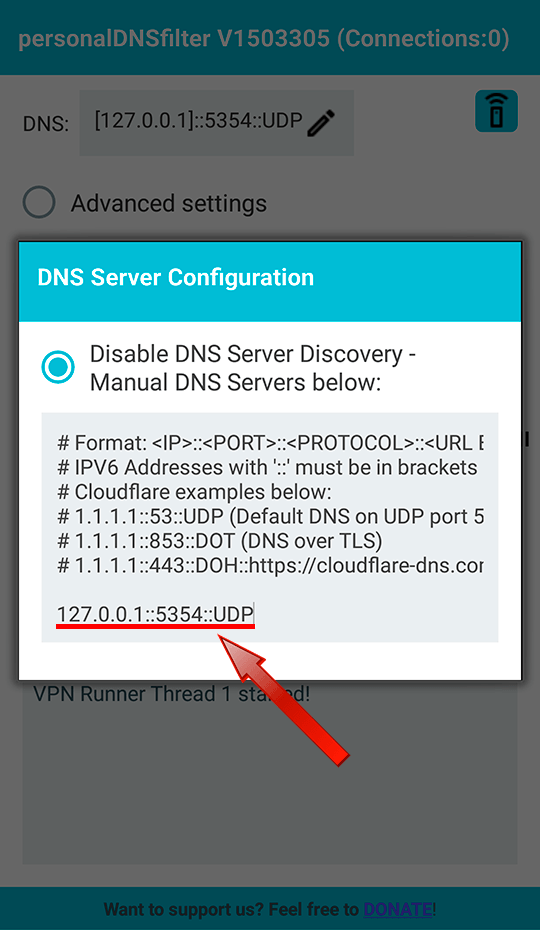 personalDNSfilter V1503305 (Connections:0)
DNS:
[127.0.0.1]::5354::UDP
Advanced settings
DNS Server Configuration
Disable DNS Server Discovery -
Manual DNS Servers below:
# Format: <IP>::<PORT>::<PROTOCOL>::<URL E
# IPV6 Addresses with '::' must be in brackets
# Cloudflare examples below:
# 1.1.1.1::53::UDP (Default DNS on UDP port 5
# 1.1.1.1::853::DOT (DNS over TLS)
# 1.1.1.1::443::DOH::https://cloudflare-dns.com
127.0.0.1::5354::UDP
VPN Runner Thread 1 started!
Want to support us? Feel free to DONATE!